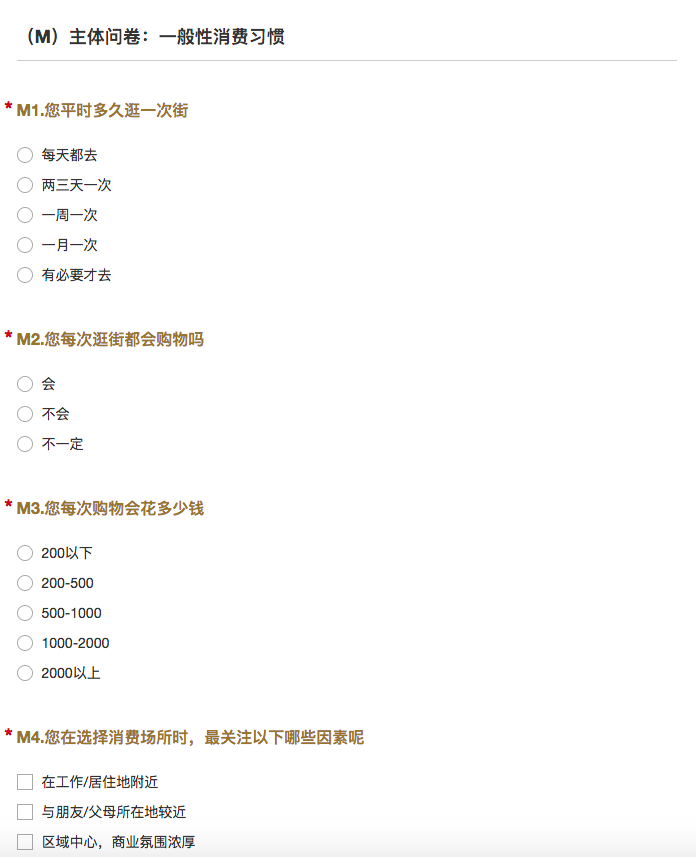 （M）主体问卷：一般性消费习惯
* M1.您平时多久逛一次街
每天都去
两三天一次
一周一次
一月一次
有必要才去
* M2.您每次逛街都会购物吗
会
不会
不一定
* M3.您每次购物会花多少钱
200以下
200-500
500-1000
1000-2000
2000以上
* M4.您在选择消费场所时，最关注以下哪些因素呢
在工作/居住地附近
与朋友/父母所在地较近
区域中心，商业氛围浓厚